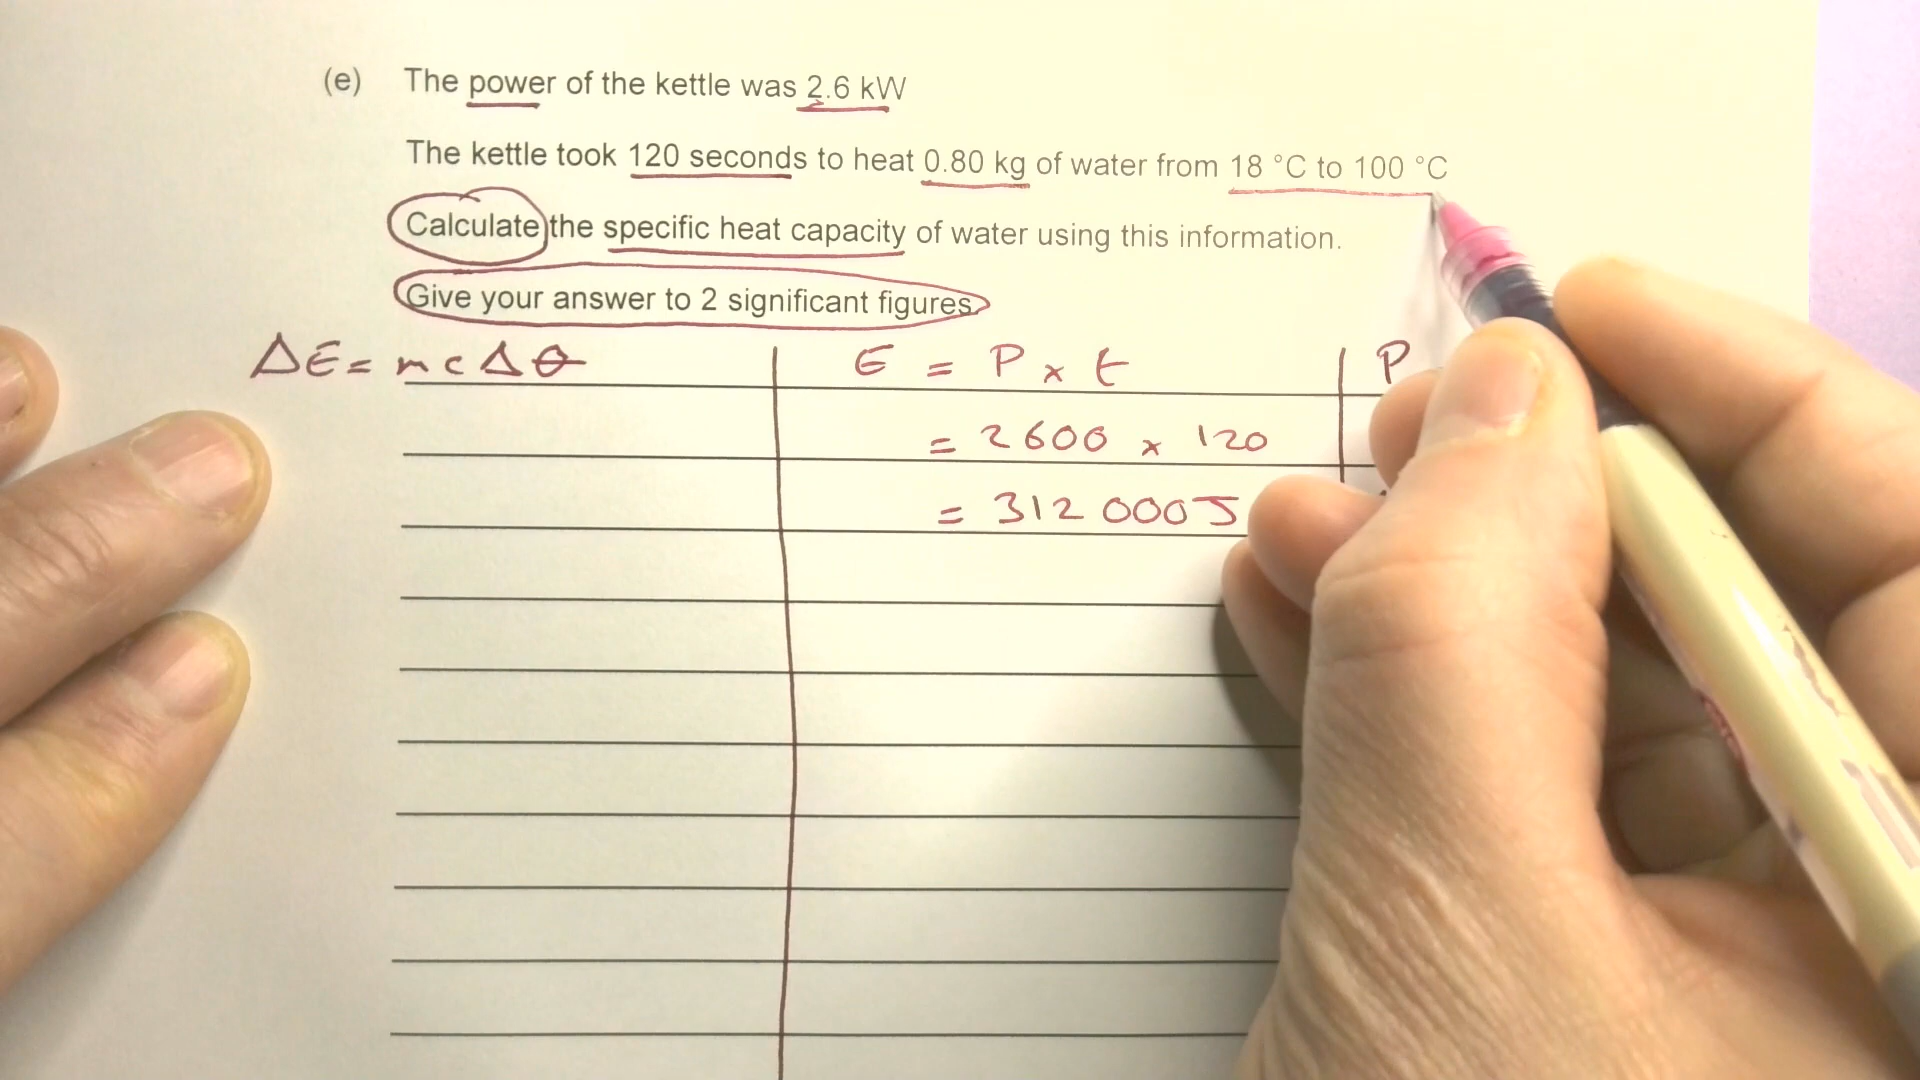 (e) The power of the kettle was 2.6 kW
The kettle took 120 seconds to heat 0.80 kg of water from 18 °C to 100 °C
Calculate the specific heat capacity of water using this information.
Give your answer to 2 significant figures.
ΔE = mcΔθ
E = P × t
P
= 2600 × 120
= 312 000J